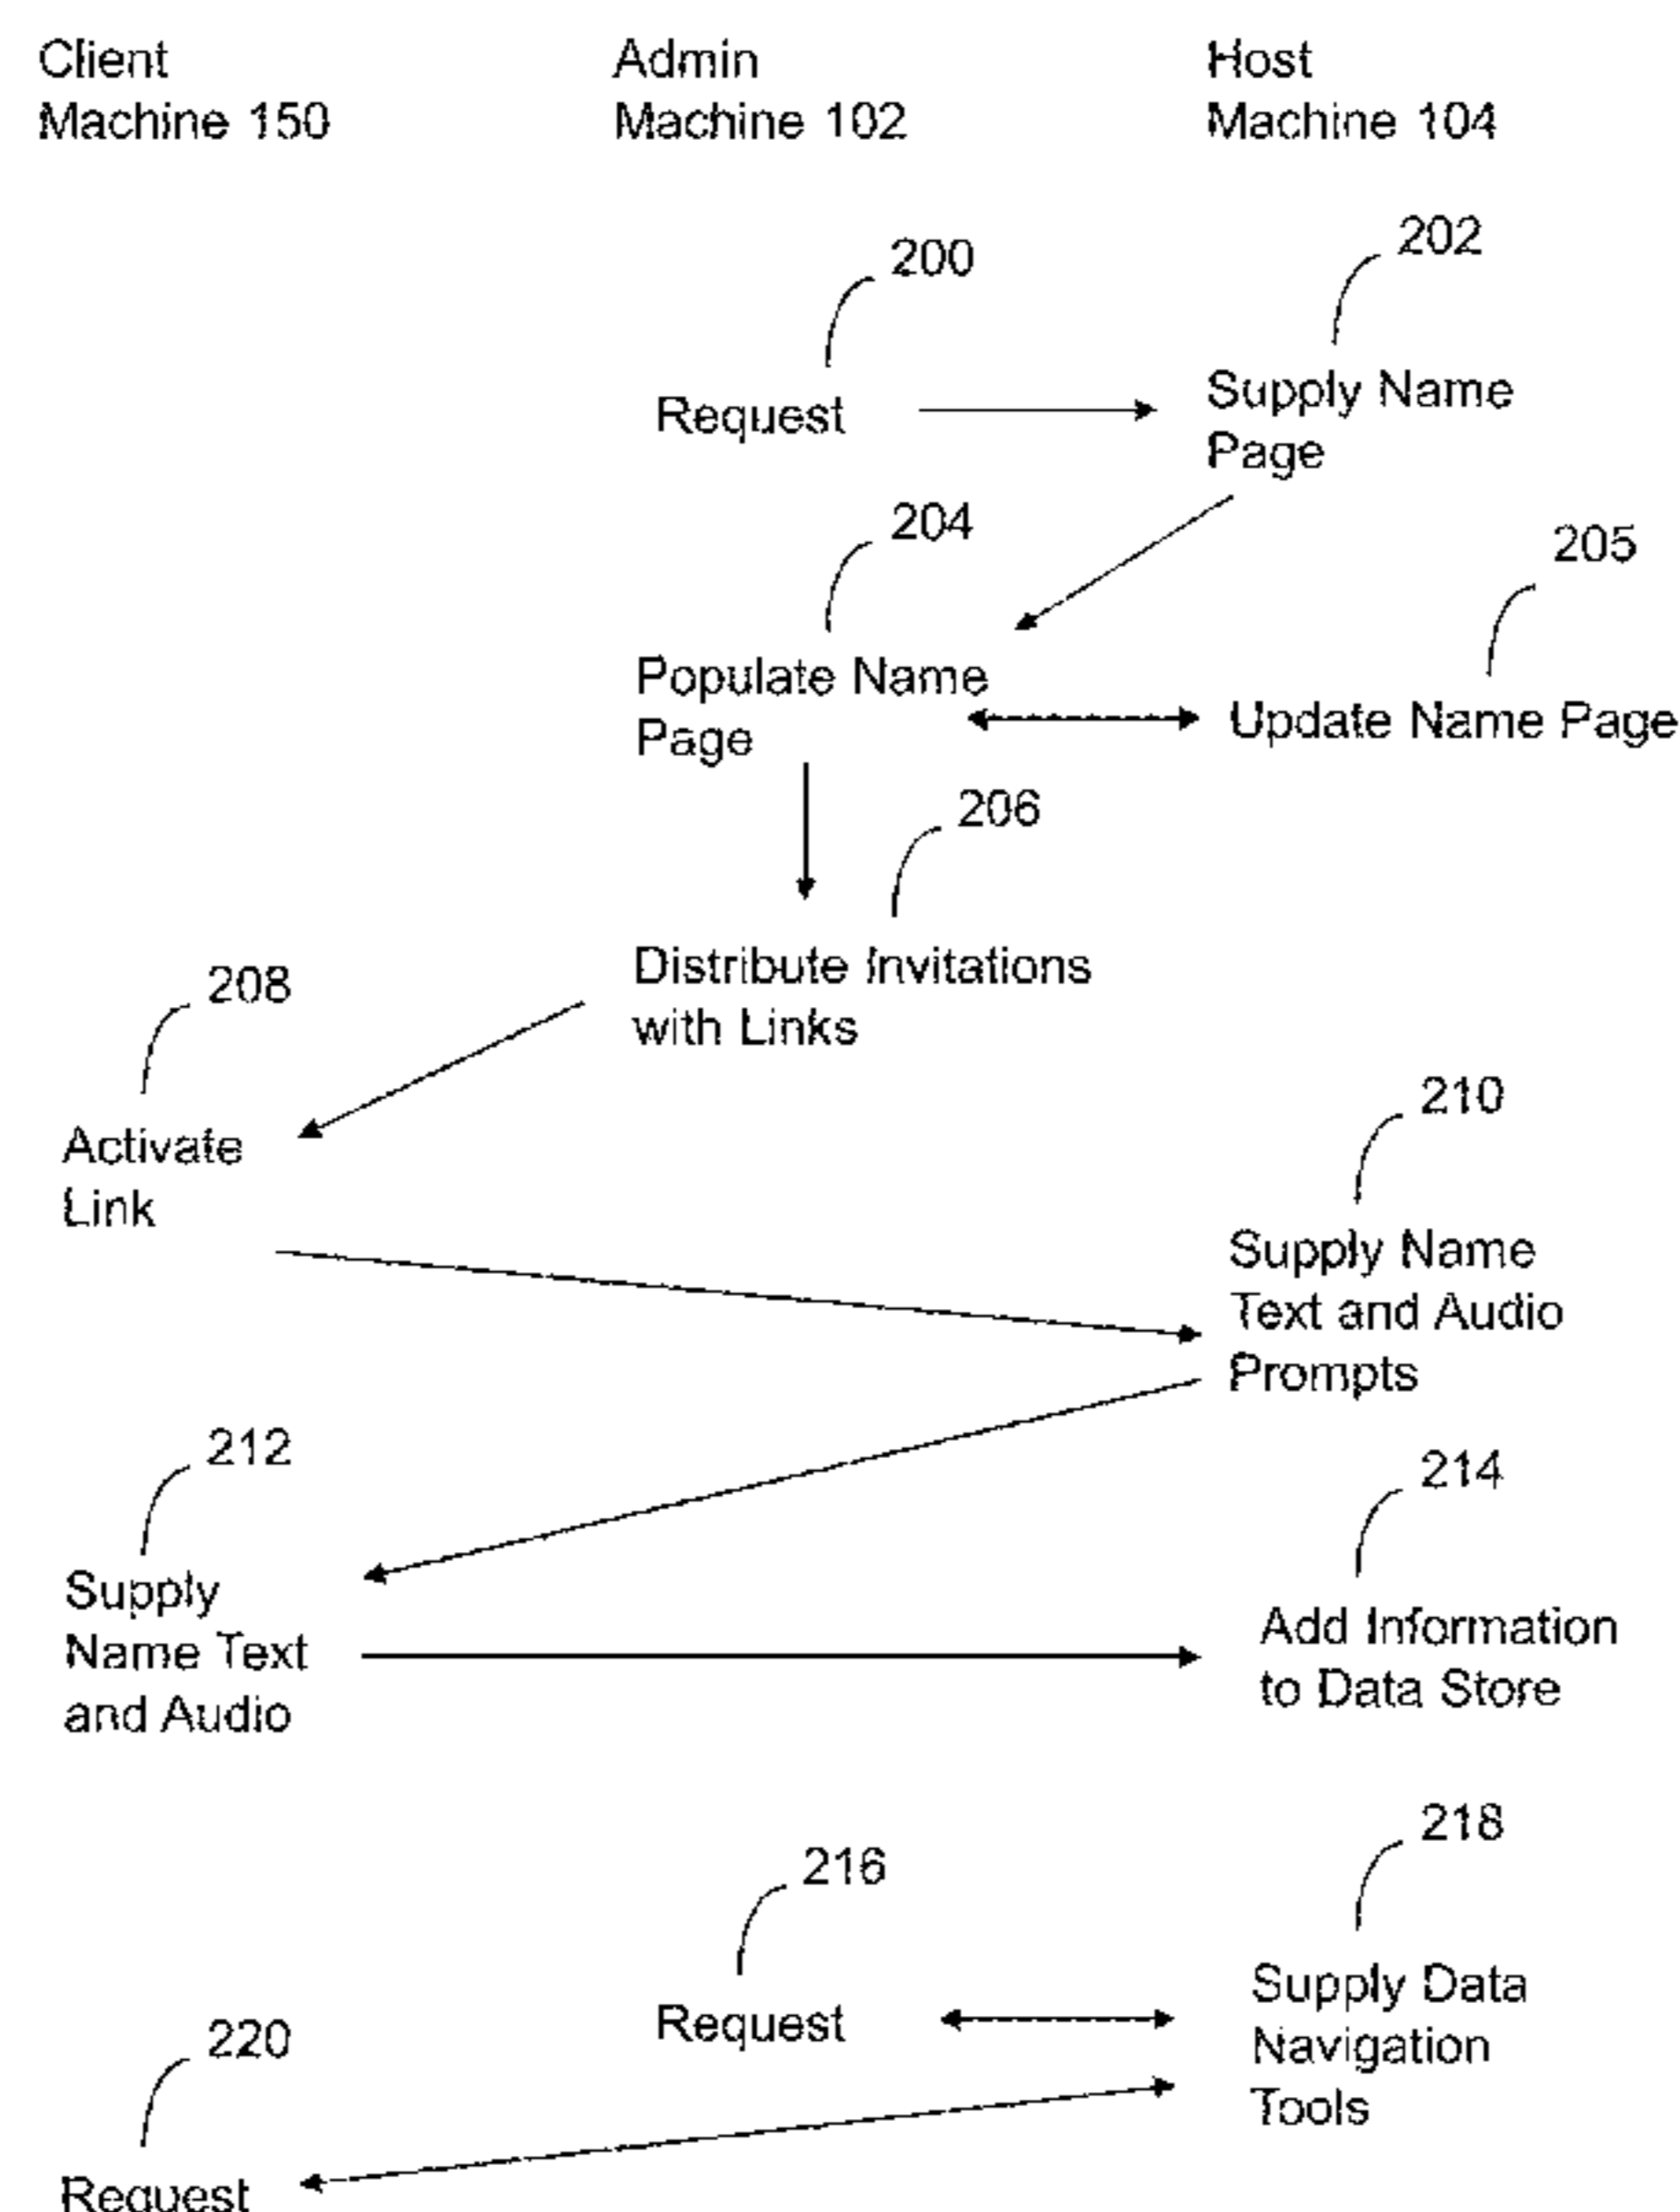 Client
Machine 150
Admin
Machine 102
Host
Machine 104
200
202
Request
Supply Name
Page
204
205
Populate Name
Page
Update Name Page
206
Distribute Invitations
with Links
208
Activate
Link
210
Supply Name
Text and Audio
Prompts
212
Supply
Name Text
and Audio
214
Add Information
to Data Store
216
Request
218
Supply Data
Navigation
Tools
220
Request